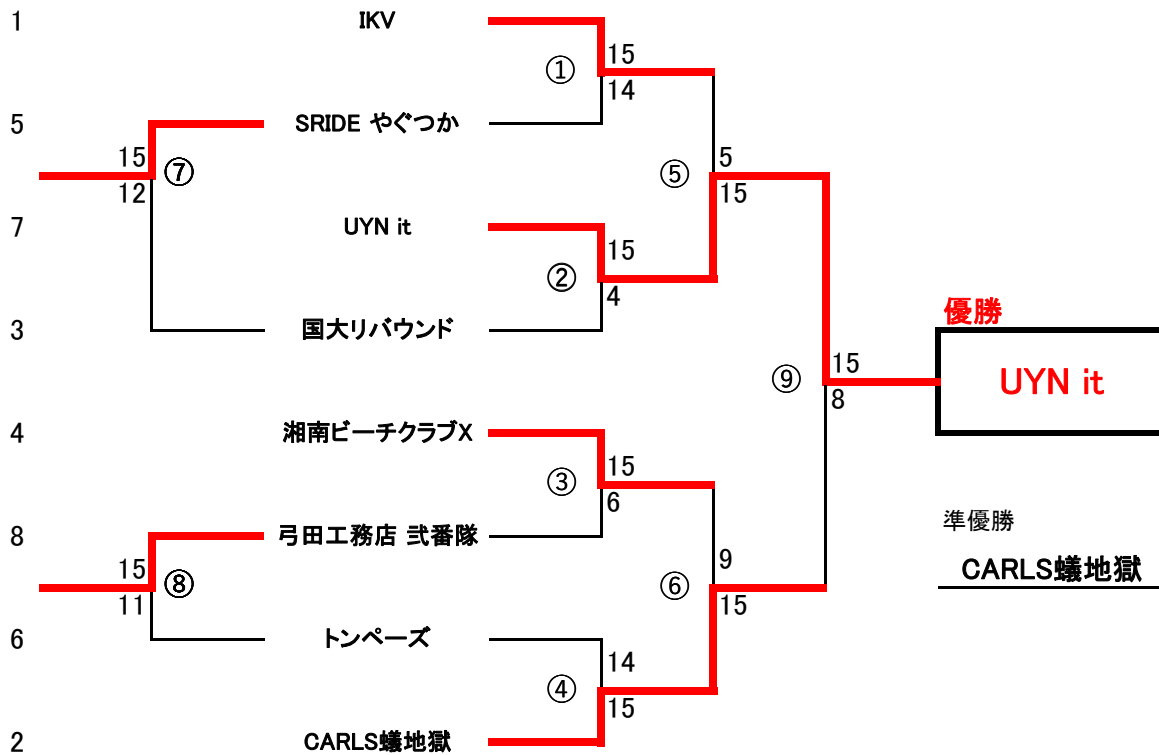 1 IKV
15
①
14
5 SRIDE やぐつか
15
⑦
12
5
⑤
15
7 UYN it
15
②
4
3 国大リバウンド
優勝
UYN it
15
⑨
8
4 湘南ビーチクラブX
15
③
6
8 弓田工務店 弐番隊
準優勝
CARLS蟻地獄
15
⑧
11
9
⑥
15
6 トンペーズ
14
④
15
2 CARLS蟻地獄